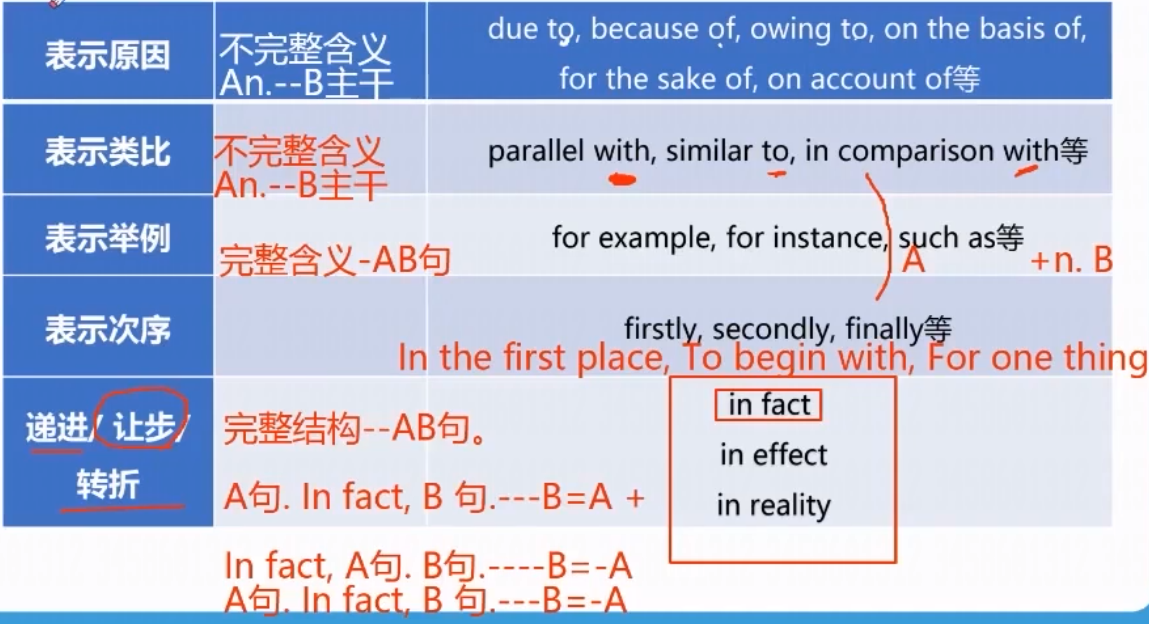 表示原因
不完整含义
An.--B主干
due to, because of, owing to, on the basis of,
for the sake of, on account of等
表示类比
不完整含义
An.--B主干
parallel with, similar to, in comparison with等
表示举例
完整含义-AB句
for example, for instance, such as等
A
+n. B
表示次序
firstly, secondly, finally等
In the first place, To begin with, For one thing
递进/ 让步/
转折
完整结构--AB句。
in fact
in effect
in reality
A句. In fact, B 句.---B=A +
In fact, A句. B句.----B=-A
A句. In fact, B 句.---B=-A